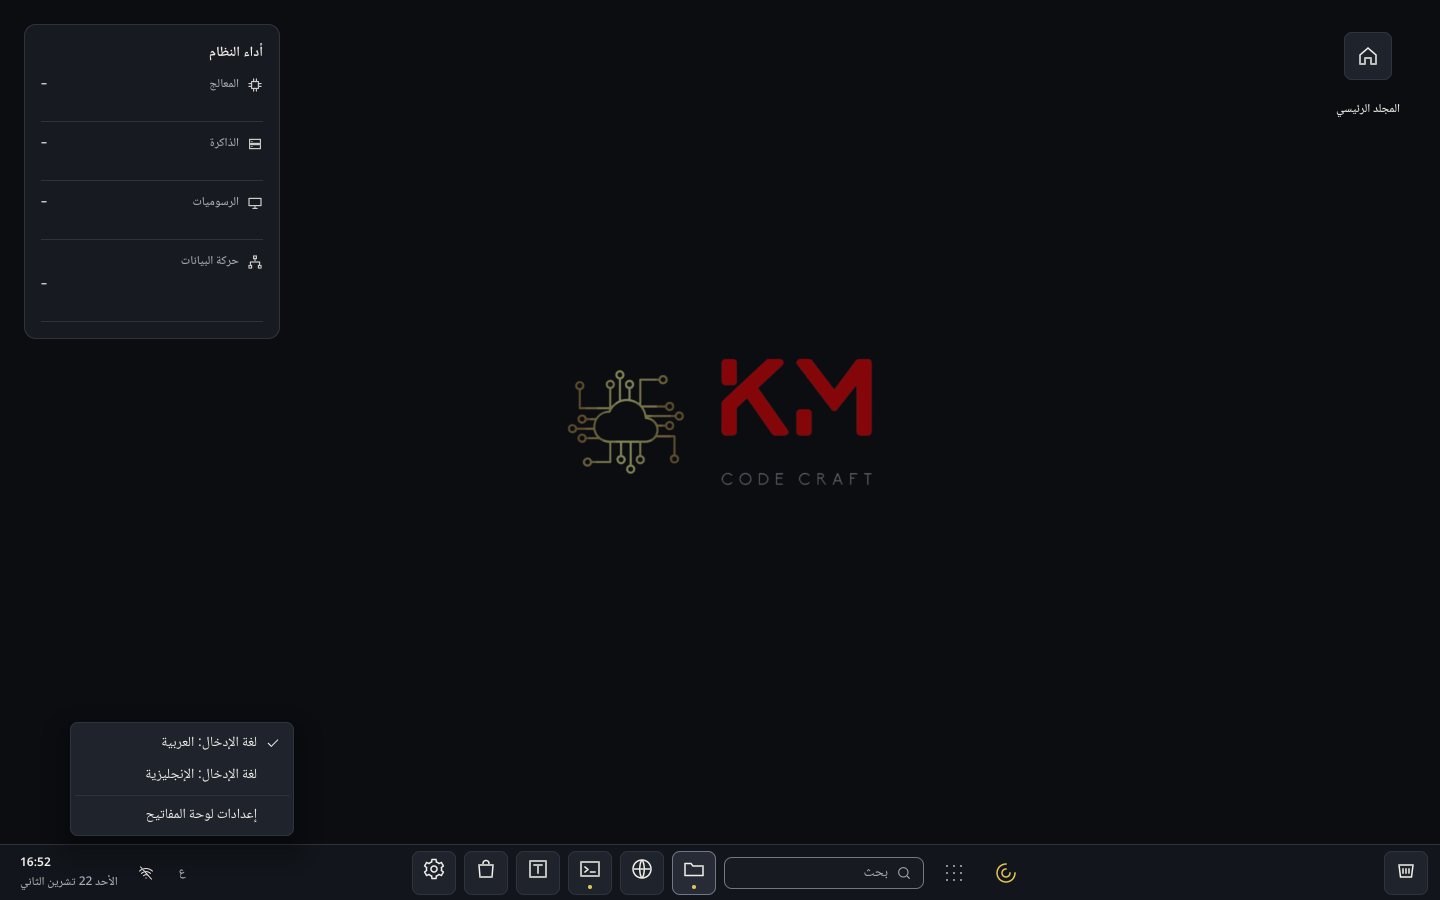 أداء النظام
المعالج
-
الذاكرة
-
الرسوميات
-
حركة البيانات
-
المجلد الرئيسي
KM
CODE CRAFT
لغة الإدخال: العربية
لغة الإدخال: الإنجليزية
إعدادات لوحة المفاتيح
بحث
T
ع
16:52
الأحد 22 تشرين الثاني